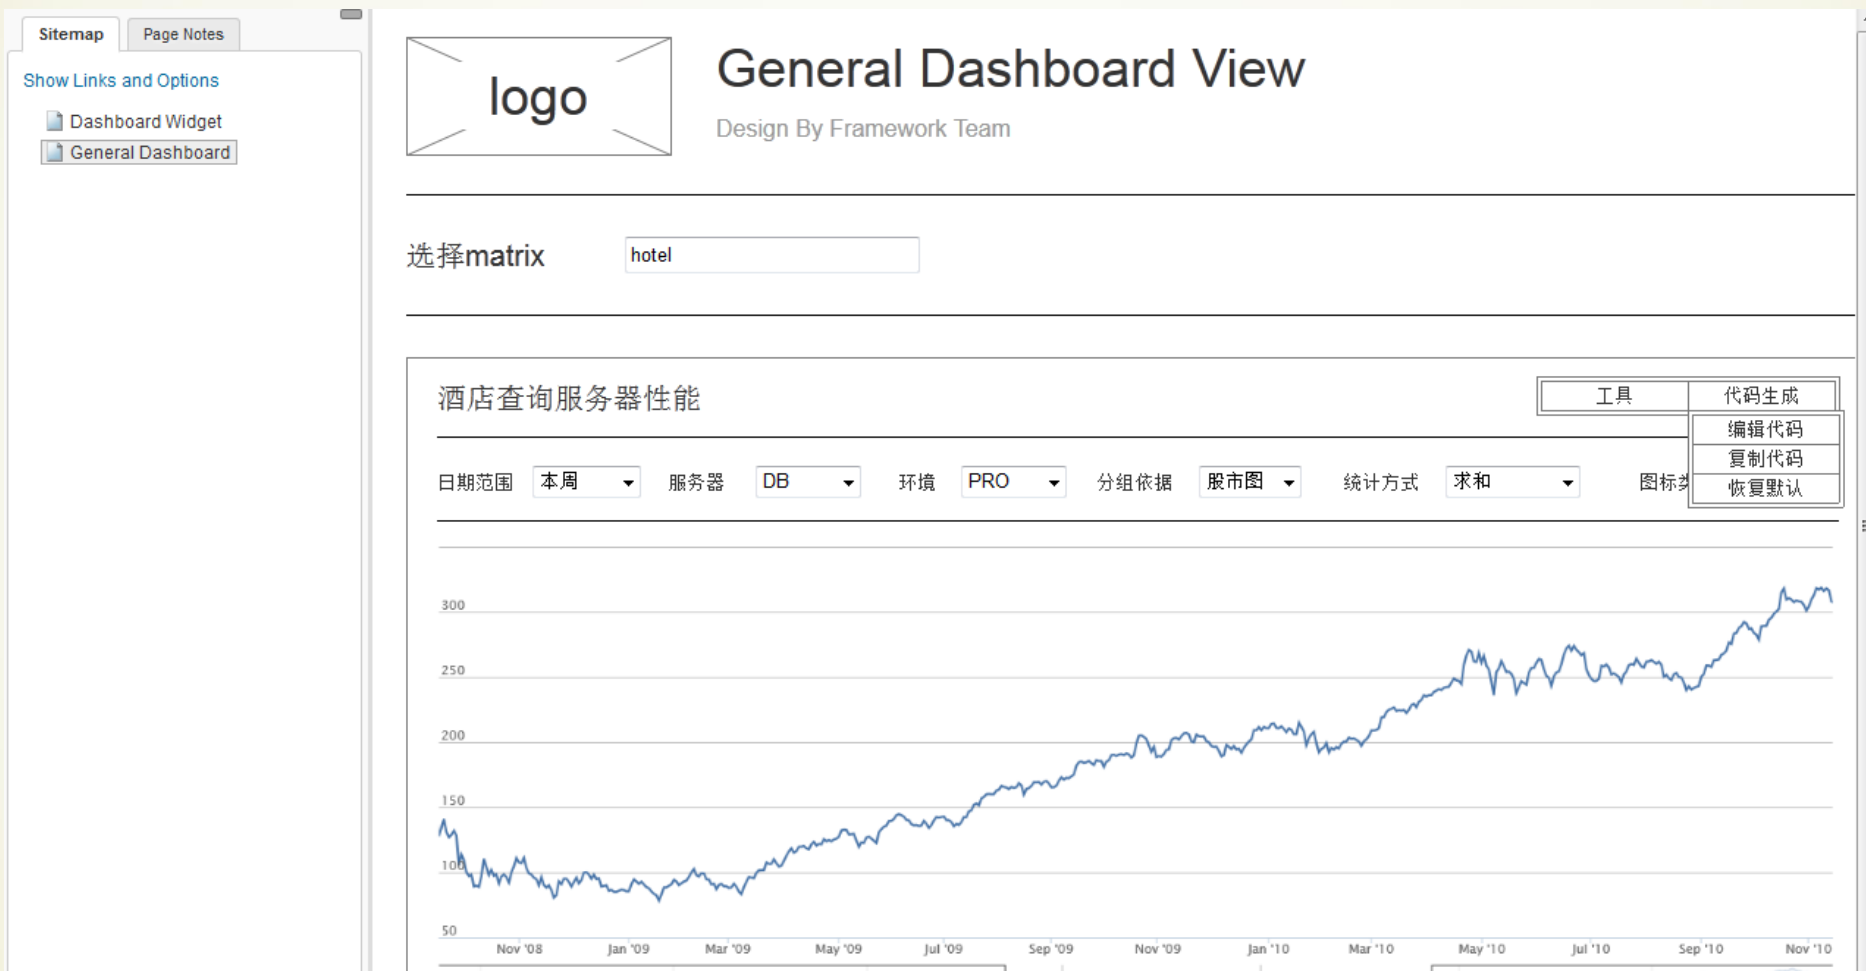 Sitemap
Page Notes
Show Links and Options
Dashboard Widget
General Dashboard
logo
General Dashboard View
Design By Framework Team
选择matrix
hotel
酒店查询服务器性能
工具
代码生成
编辑代码
复制代码
恢复默认
日期范围 本周 服务器 DB 环境 PRO 分组依据 股市图 统计方式 求和 图标
300
250
200
150
100
50
Nov '08 Jan '09 Mar '09 May '09 Jul '09 Sep '09 Nov '09 Jan '10 Mar '10 May '10 Jul '10 Sep '10 Nov '10